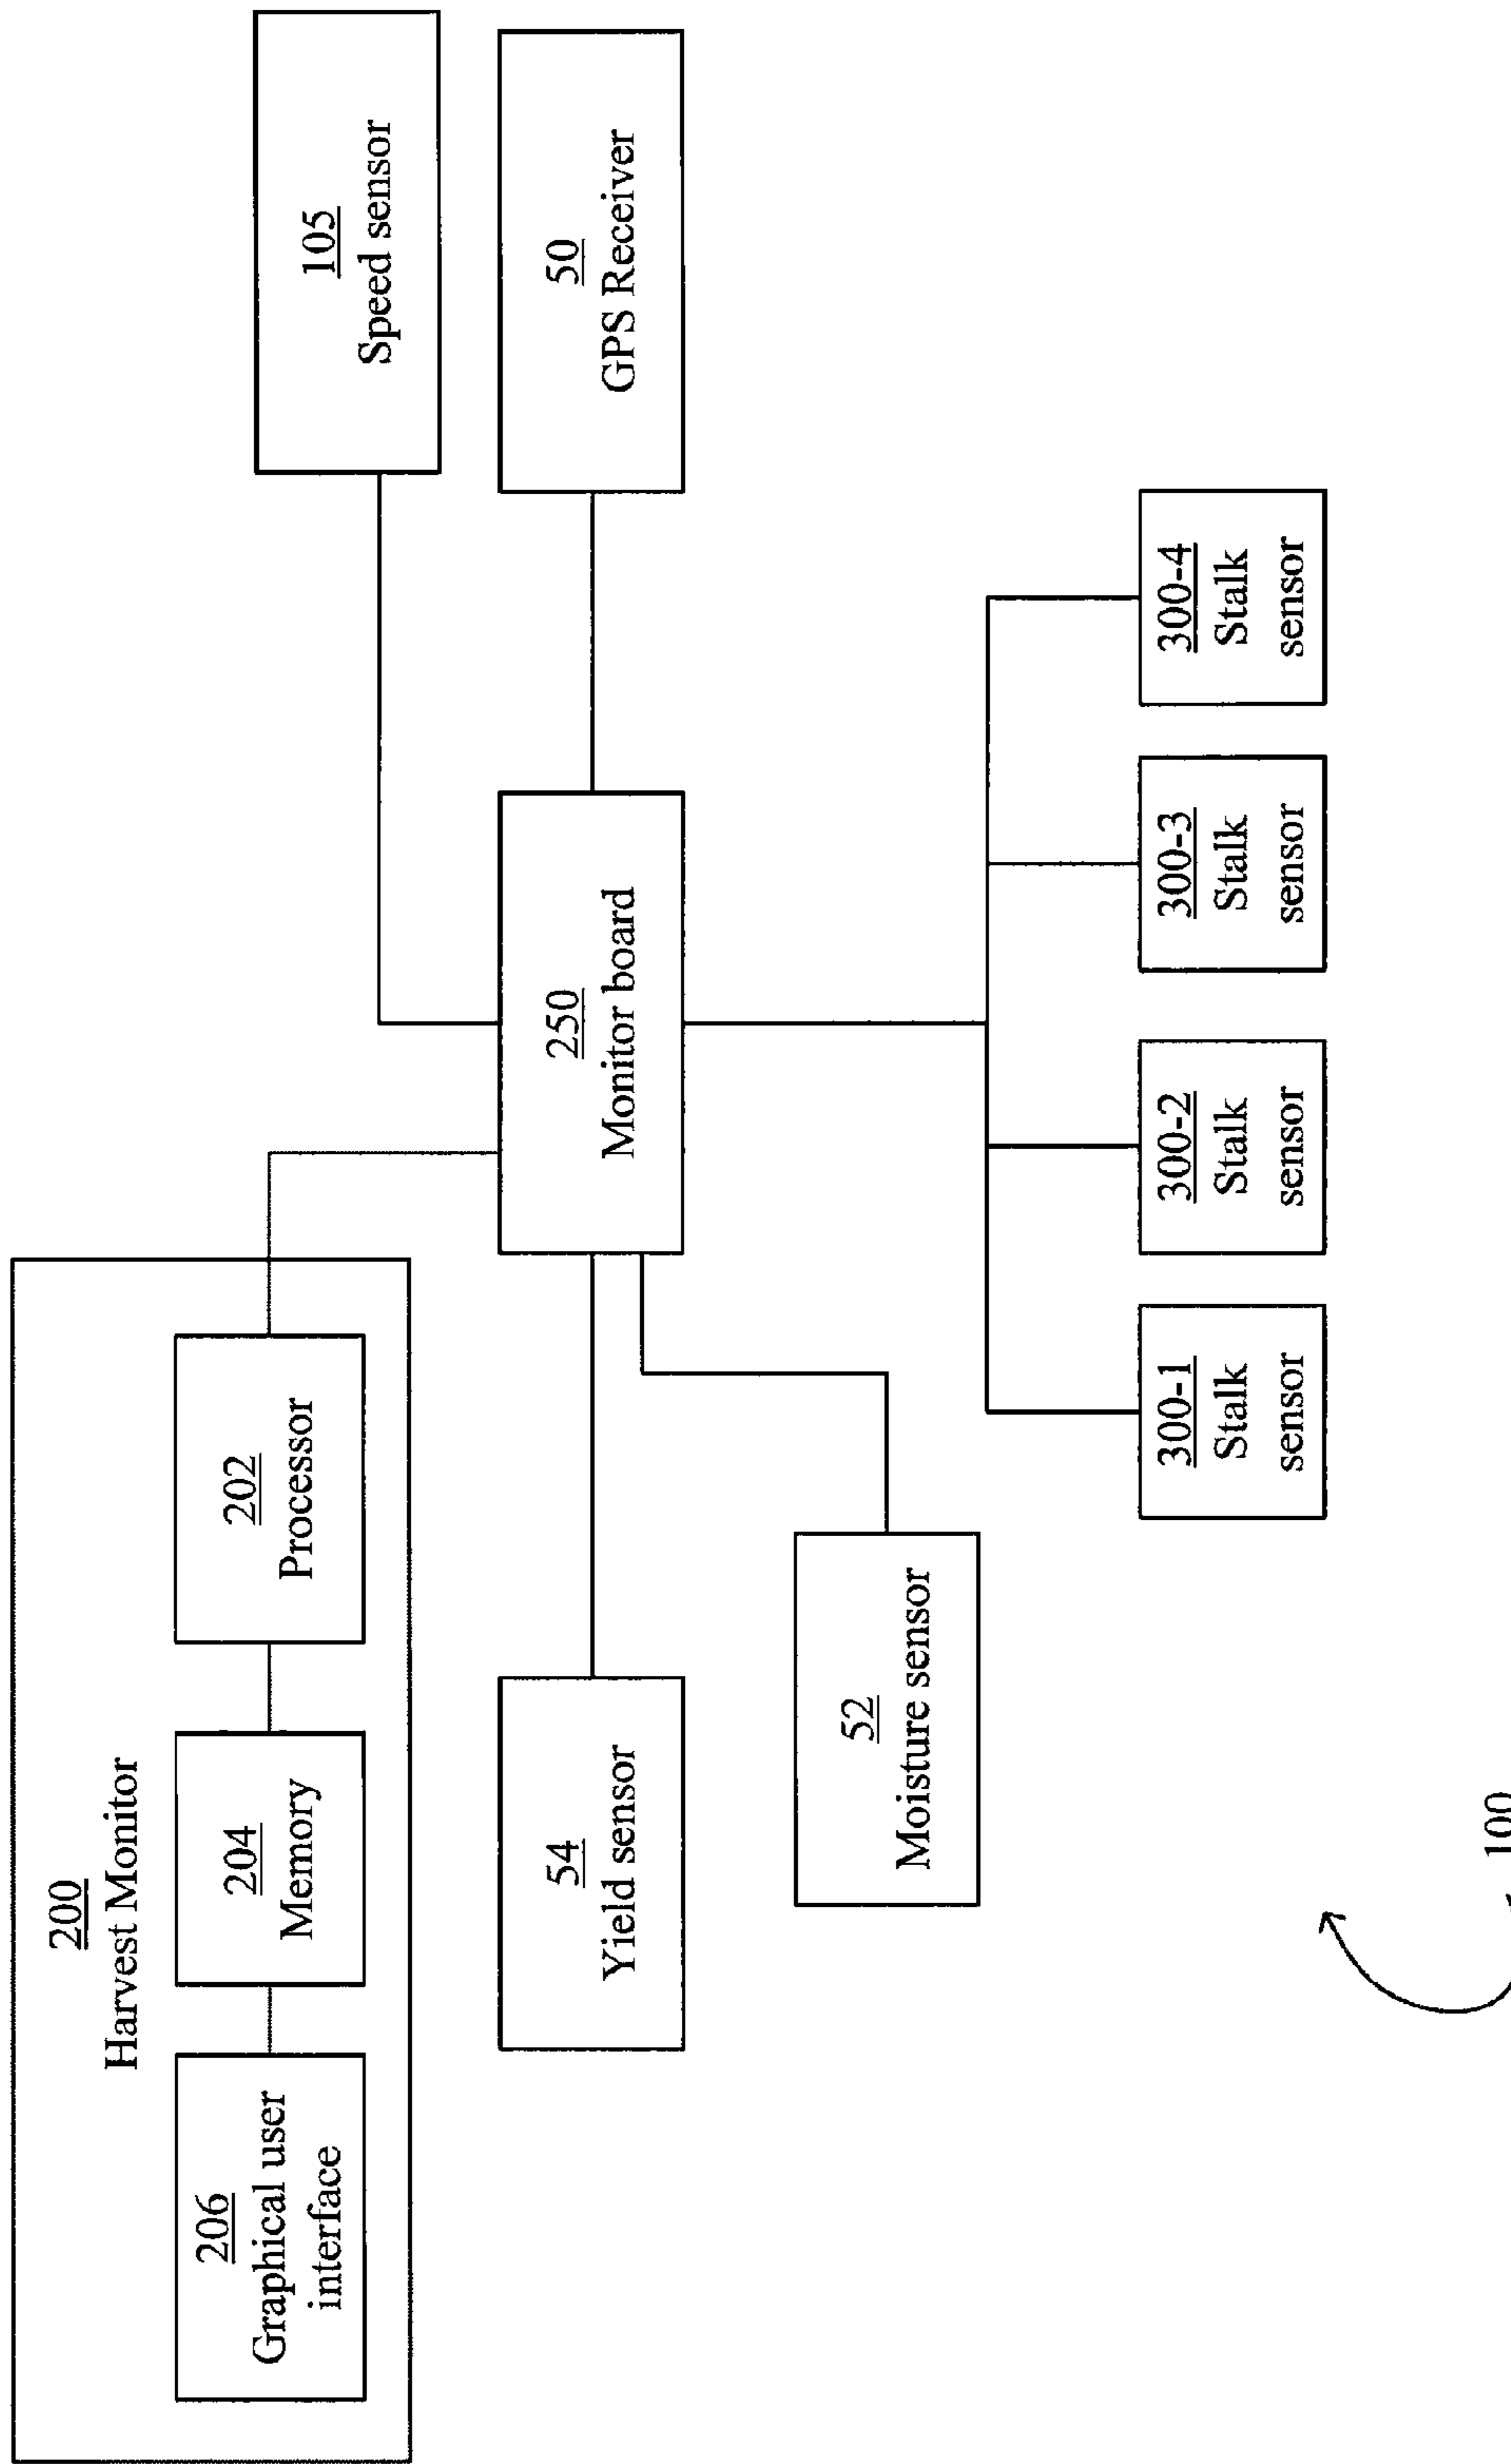 200
Harvest Monitor
206
Graphical user
interface
204
Memory
202
Processor
105
Speed sensor
54
Yield sensor
250
Monitor board
50
GPS Receiver
52
Moisture sensor
300-1
Stalk
sensor
300-2
Stalk
sensor
300-3
Stalk
sensor
300-4
Stalk
sensor
100